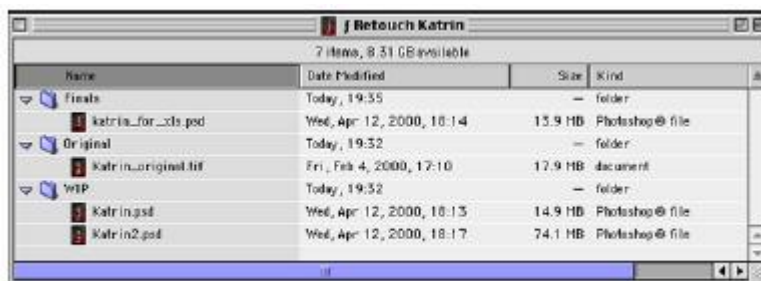 ƒ Retouch Katrin
7 items, 8.31 GB available
Name Date Modified Size Kind
Finals Today, 19:35 — folder
katrin_for_xls.psd Wed, Apr 12, 2000, 18:14 13.9 MB Photoshop® file
Original Today, 19:32 — folder
Katrin_original.tif Fri, Feb 4, 2000, 17:10 17.9 MB document
WIP Today, 19:32 — folder
Katrin.psd Wed, Apr 12, 2000, 18:13 14.9 MB Photoshop® file
Katrin2.psd Wed, Apr 12, 2000, 18:17 74.1 MB Photoshop® file